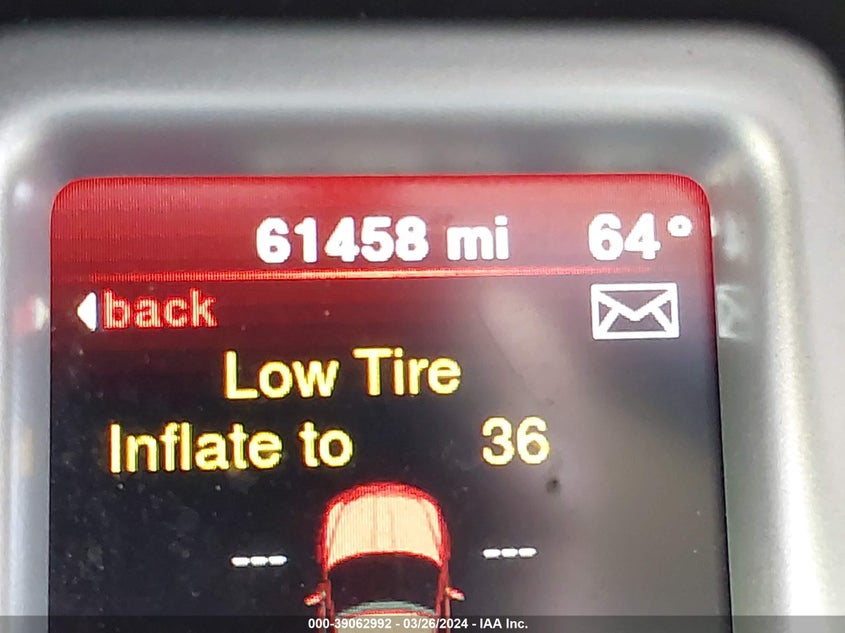 61458 mi 64°
back
Low Tire
Inflate to 36
--- ---
000-39062992 - 03/26/2024 - IAA Inc.